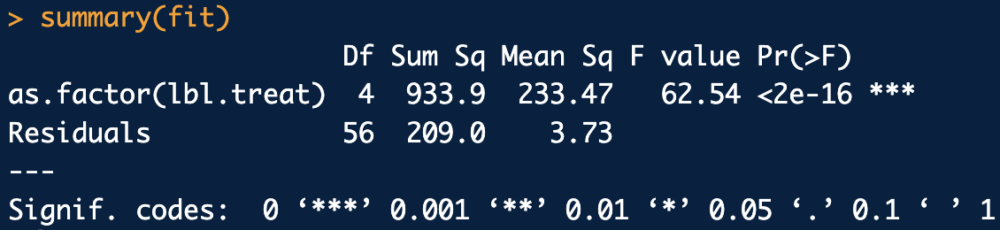 > summary(fit)
Df Sum Sq Mean Sq F value Pr(>F)
as.factor(lbl.treat) 4 933.9 233.47 62.54 <2e-16 ***
Residuals 56 209.0 3.73
---
Signif. codes: 0 ‘***’ 0.001 ‘**’ 0.01 ‘*’ 0.05 ‘.’ 0.1 ‘ ’ 1